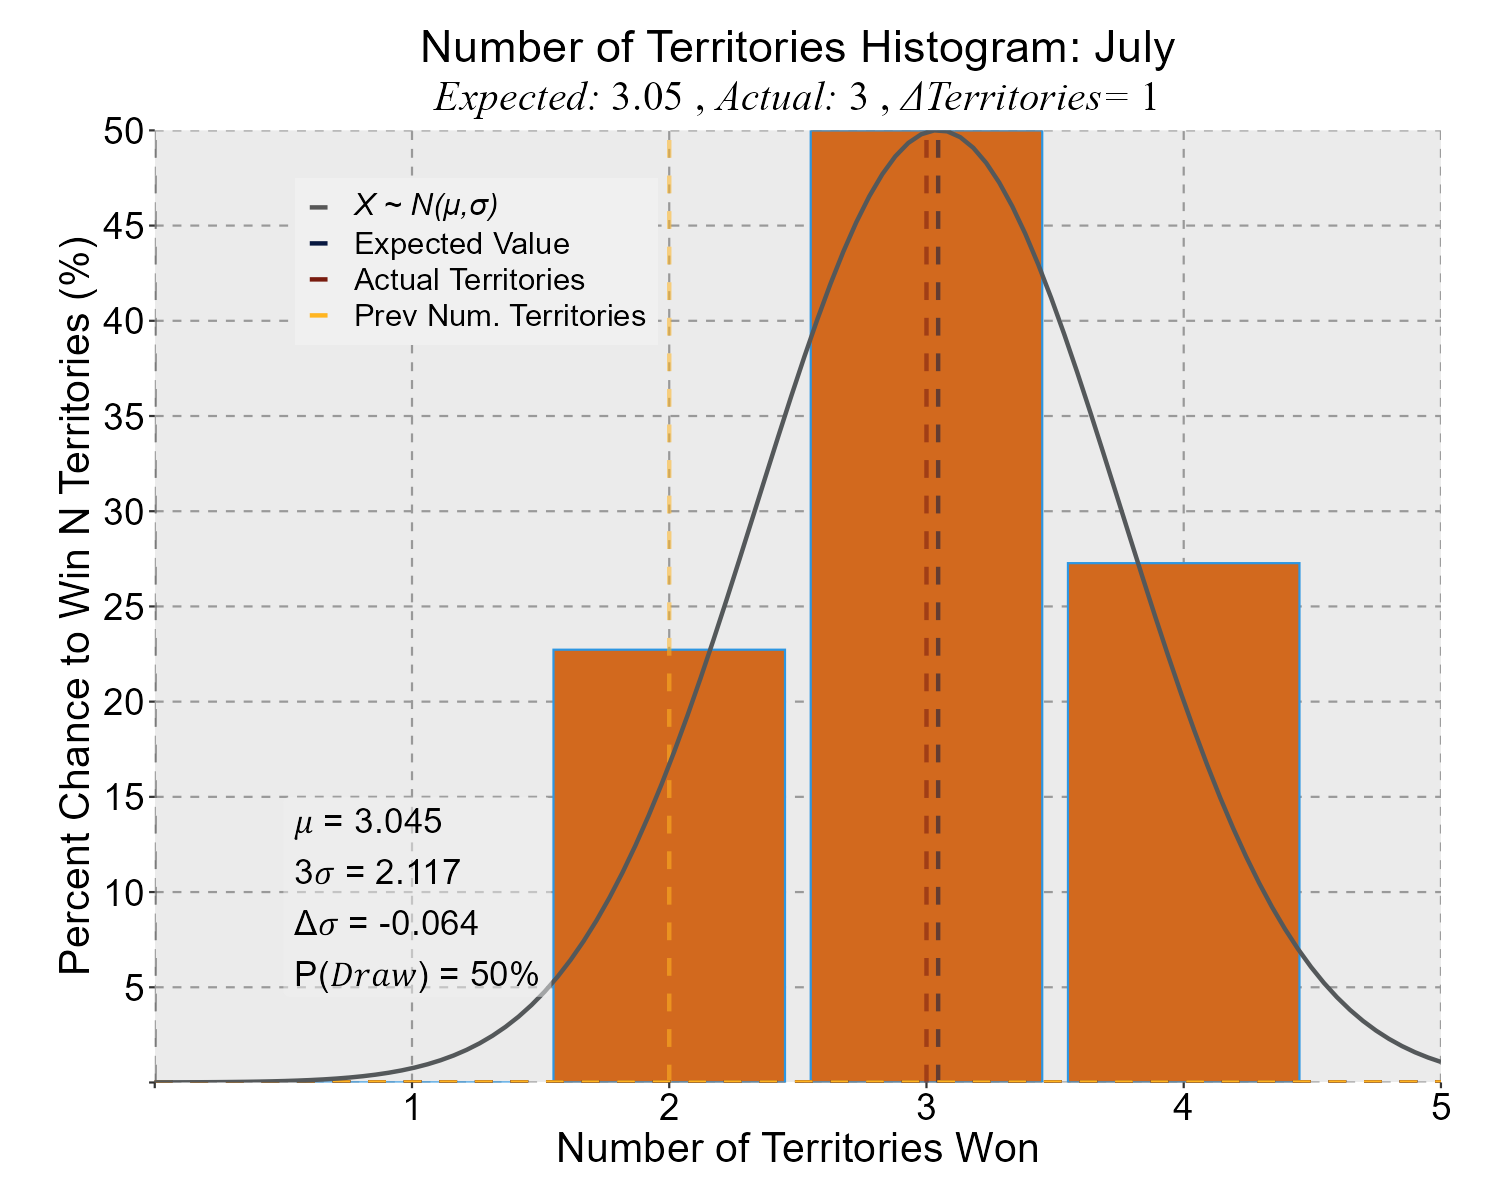 Number of Territories Histogram: July
Expected: 3.05 , Actual: 3 , ΔTerritories= 1
Percent Chance to Win N Territories (%)
50
45
40
35
30
25
20
15
10
5
X ~ N(μ,σ)
Expected Value
Actual Territories
Prev Num. Territories
μ = 3.045
3σ = 2.117
Δσ = -0.064
P(Draw) = 50%
1 2 3 4 5
Number of Territories Won